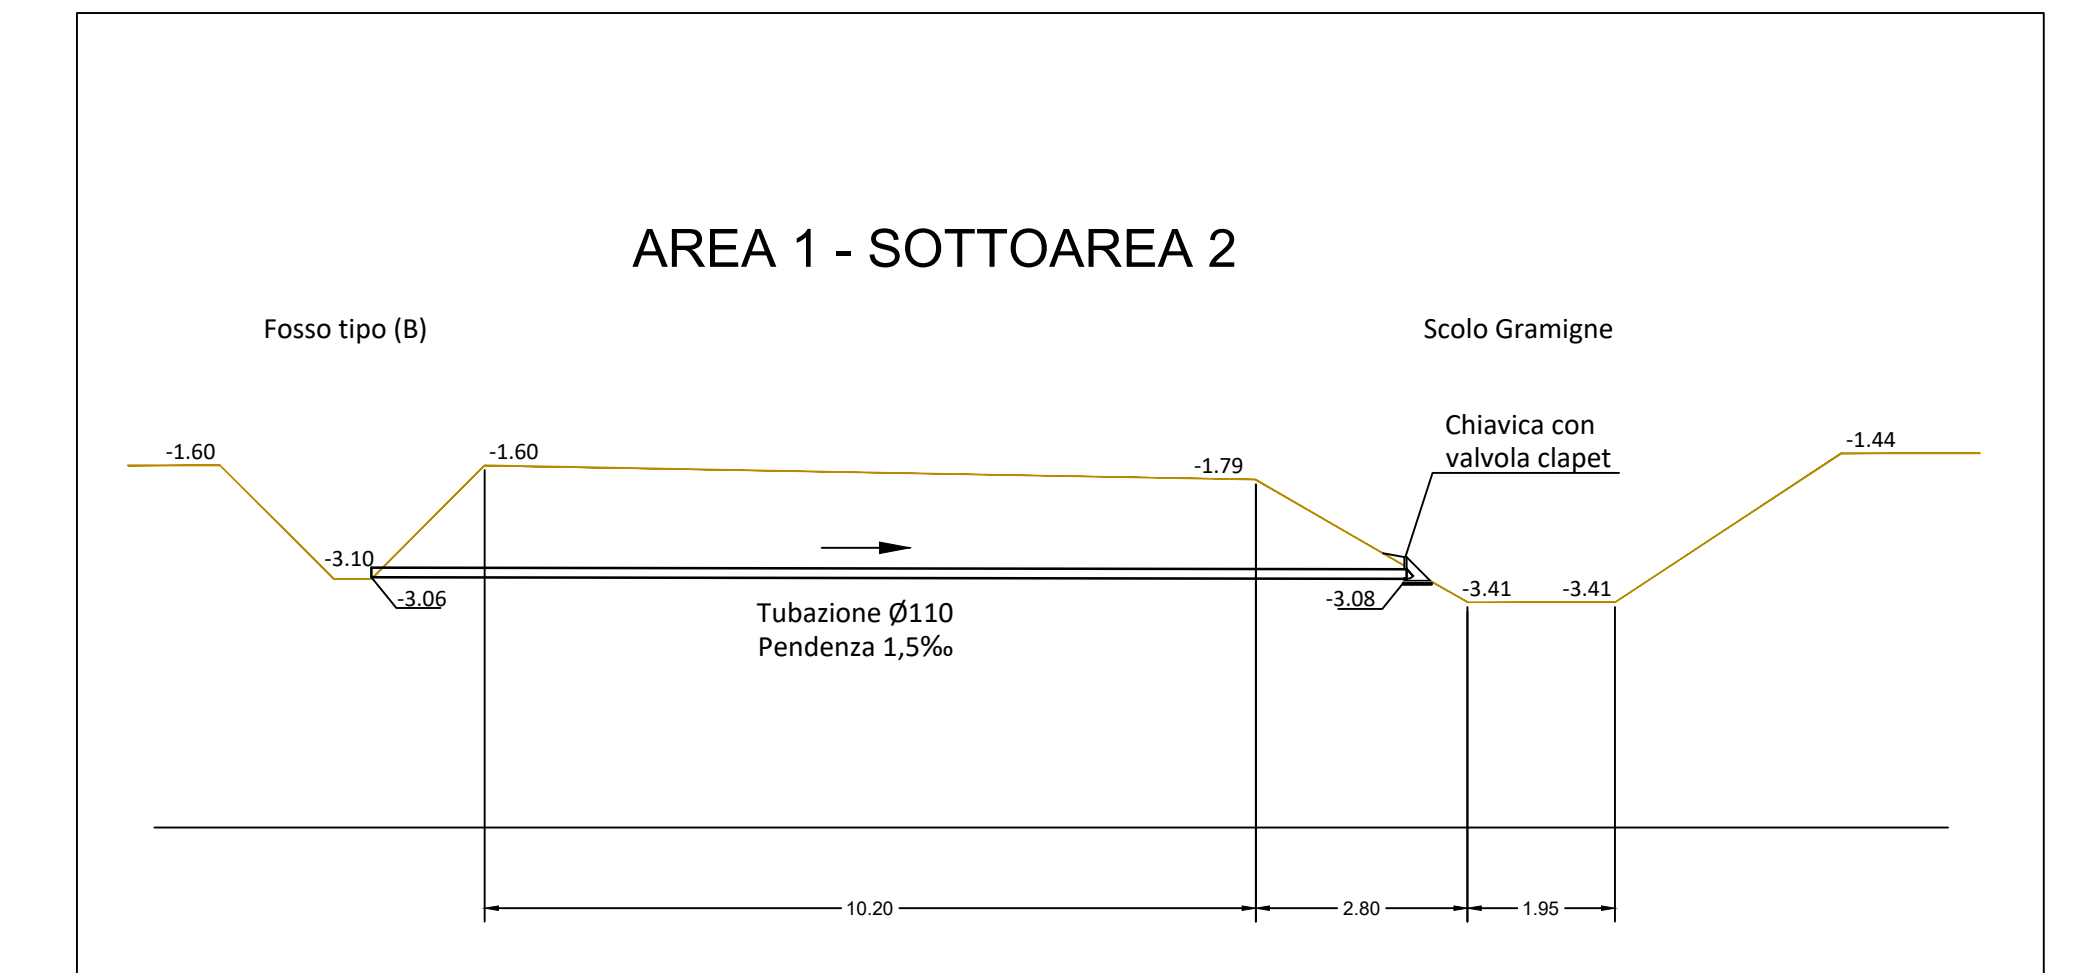 AREA 1 - SOTTOAREA 2
Fosso tipo (B)
Scolo Gramigne
Chiavica con
valvola clapet
-1.60
-1.60
-1.79
-1.44
-3.10
-3.06
-3.08
-3.41
-3.41
Tubazione Ø110
Pendenza 1,5‰
10.20
2.80
1.95